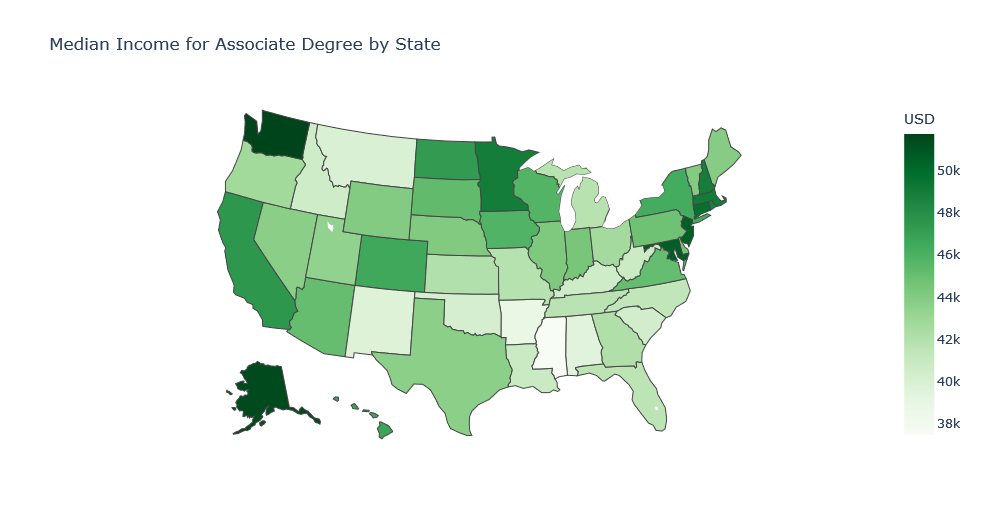 Median Income for Associate Degree by State
USD
50k
48k
46k
44k
42k
40k
38k